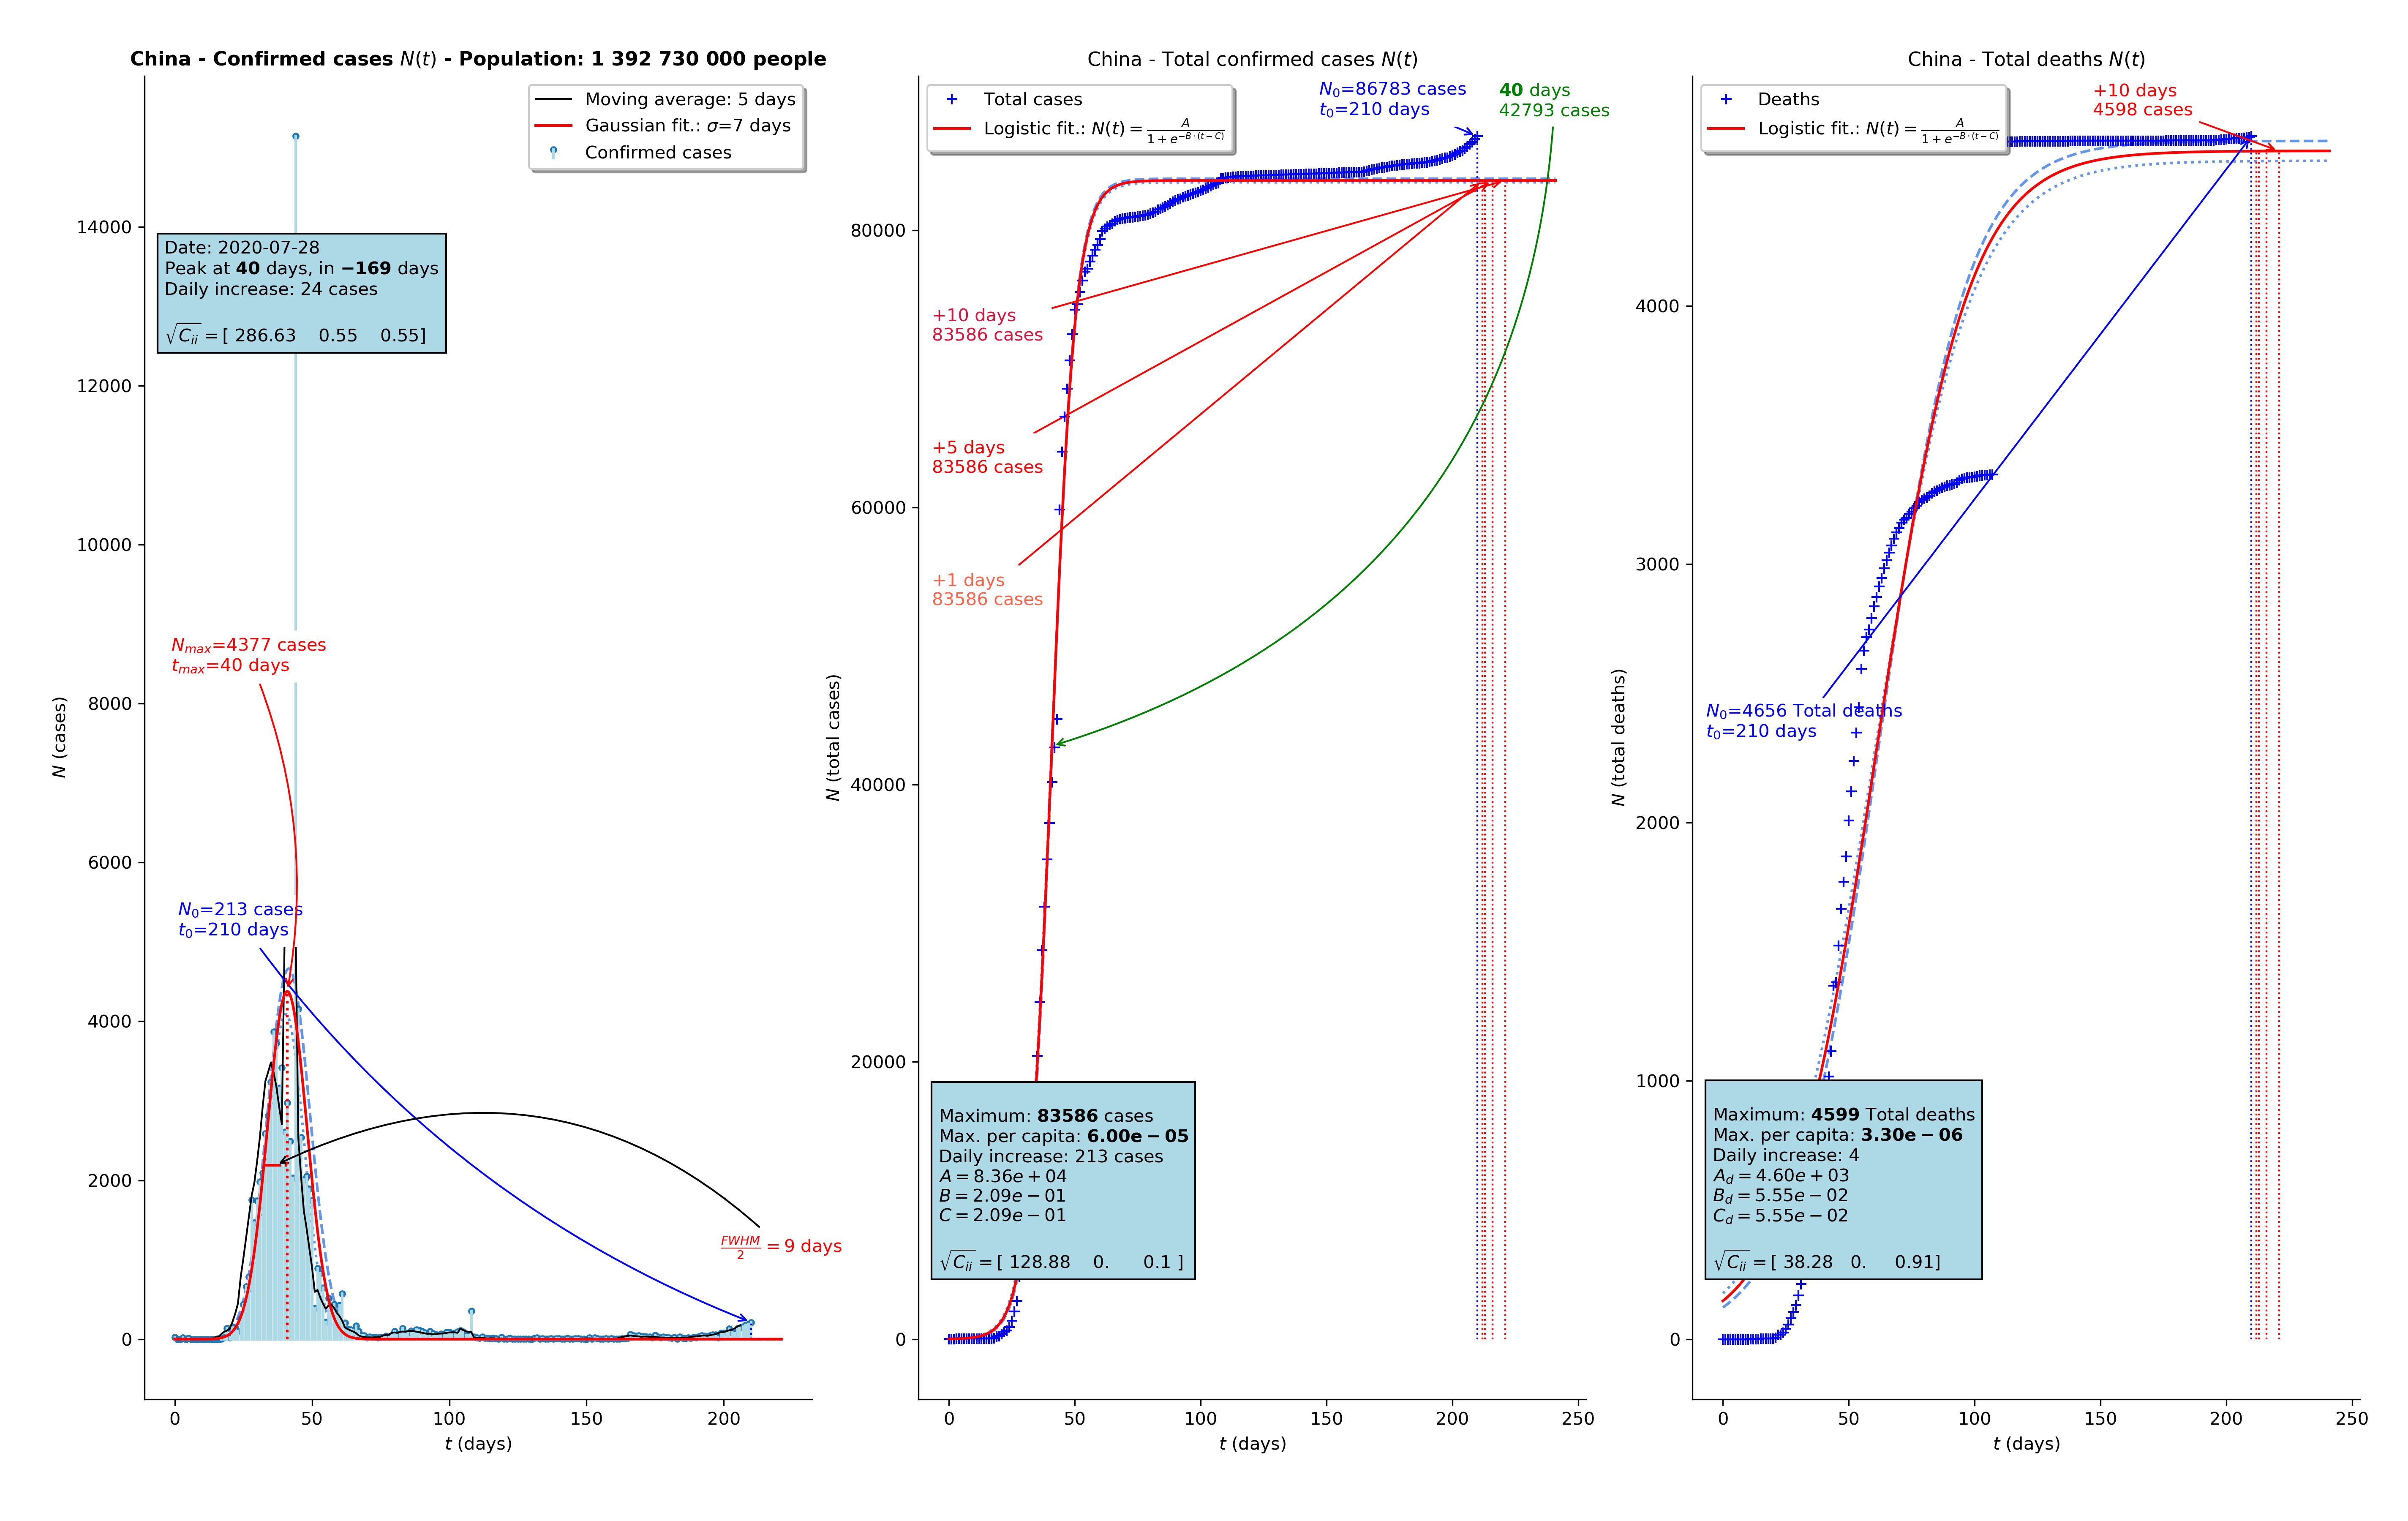 China - Confirmed cases N(t) - Population: 1 392 730 000 people
Moving average: 5 days
Gaussian fit.: σ=7 days
Confirmed cases
Date: 2020-07-28
Peak at 40 days, in −169 days
Daily increase: 24 cases
√C_ii = [ 286.63 0.55 0.55]
N_max=4377 cases
t_max=40 days
N_0=213 cases
t_0=210 days
FWHM/2 = 9 days
N (cases)
14000
12000
10000
8000
6000
4000
2000
0
0 50 100 150 200
t (days)
China - Total confirmed cases N(t)
Total cases
Logistic fit.: N(t) = A/(1 + e^{−B·(t−C)})
N_0=86783 cases
t_0=210 days
40 days
42793 cases
+10 days
83586 cases
+5 days
83586 cases
+1 days
83586 cases
Maximum: 83586 cases
Max. per capita: 6.00e − 05
Daily increase: 213 cases
A = 8.36e + 04
B = 2.09e − 01
C = 2.09e − 01
√C_ii = [ 128.88 0. 0.1 ]
N (total cases)
80000
60000
40000
20000
0
0 50 100 150 200 250
t (days)
China - Total deaths N(t)
Deaths
Logistic fit.: N(t) = A/(1 + e^{−B·(t−C)})
+10 days
4598 cases
N_0=4656 Total deaths
t_0=210 days
Maximum: 4599 Total deaths
Max. per capita: 3.30e − 06
Daily increase: 4
A_d = 4.60e + 03
B_d = 5.55e − 02
C_d = 5.55e − 02
√C_ii = [ 38.28 0. 0.91]
N (total deaths)
4000
3000
2000
1000
0
0 50 100 150 200 250
t (days)